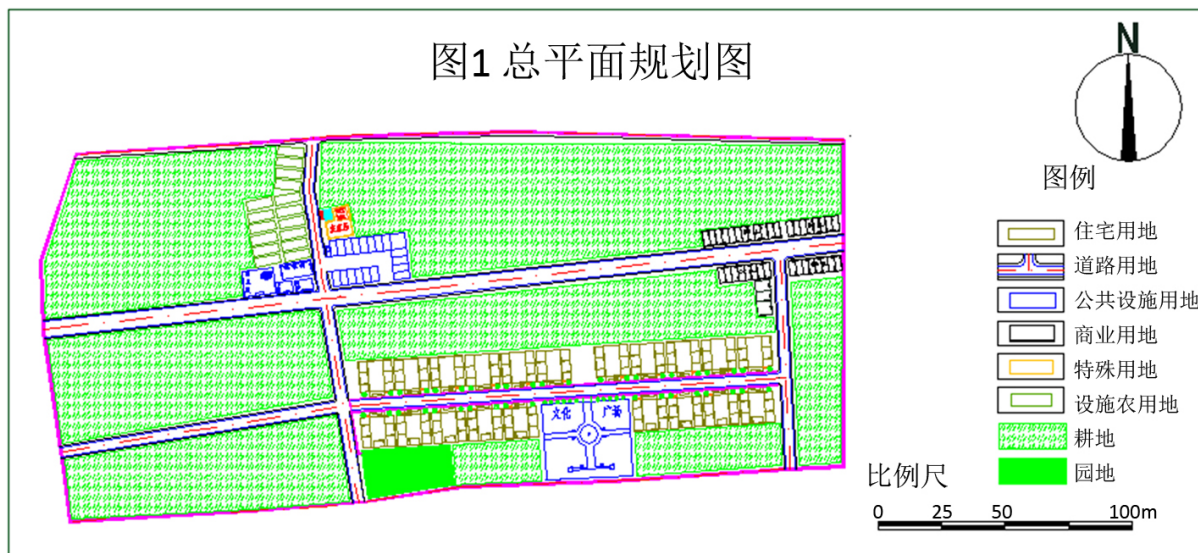 图1 总平面规划图
N
图例
住宅用地
道路用地
公共设施用地
商业用地
特殊用地
设施农用地
耕地
园地
文化 广场
比例尺
0 25 50 100m